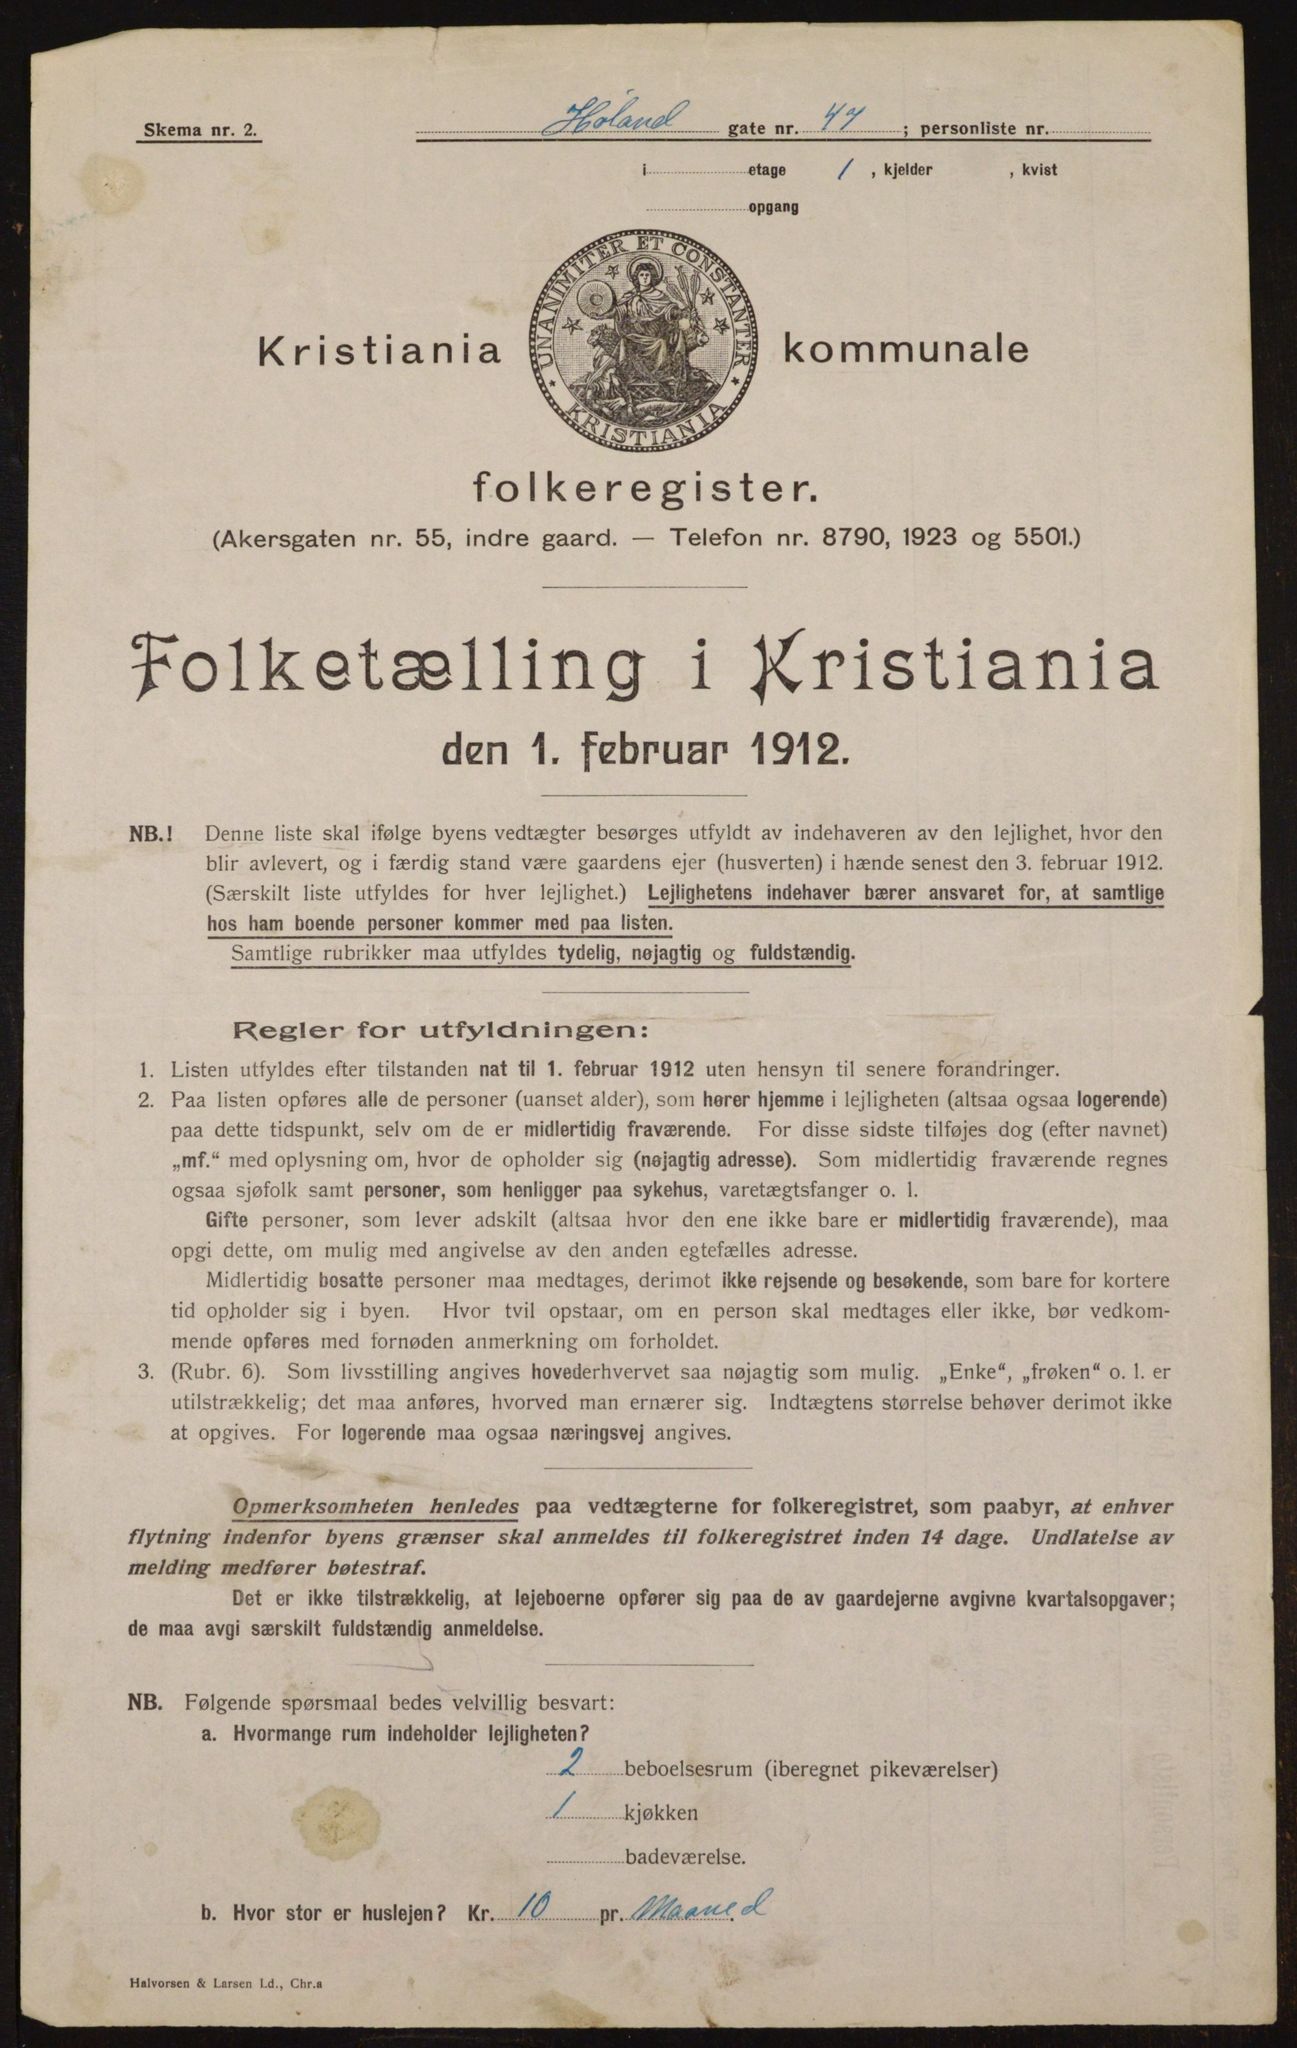 Skema nr. 2.
Høland gate nr. 47 ; personliste nr.
i etage 1 , kjelder , kvist
opgang
UNANIMITER ET CONSTANTER
KRISTIANIA
Kristiania kommunale
folkeregister.
(Akersgaten nr. 55, indre gaard. — Telefon nr. 8790, 1923 og 5501.)
Folketælling i Kristiania
den 1. februar 1912.
NB.! Denne liste skal ifølge byens vedtægter besørges utfyldt av indehaveren av den lejlighet, hvor den
blir avlevert, og i færdig stand være gaardens ejer (husverten) i hænde senest den 3. februar 1912.
(Særskilt liste utfyldes for hver lejlighet.) Lejlighetens indehaver bærer ansvaret for, at samtlige
hos ham boende personer kommer med paa listen.
Samtlige rubrikker maa utfyldes tydelig, nøjagtig og fuldstændig.
Regler for utfyldningen:
1. Listen utfyldes efter tilstanden nat til 1. februar 1912 uten hensyn til senere forandringer.
2. Paa listen opføres alle de personer (uanset alder), som hører hjemme i lejligheten (altsaa ogsaa logerende)
paa dette tidspunkt, selv om de er midlertidig fraværende. For disse sidste tilføjes dog (efter navnet)
„mf.“ med oplysning om, hvor de opholder sig (nøjagtig adresse). Som midlertidig fraværende regnes
ogsaa sjøfolk samt personer, som henligger paa sykehus, varetægtsfanger o. l.
Gifte personer, som lever adskilt (altsaa hvor den ene ikke bare er midlertidig fraværende), maa
opgi dette, om mulig med angivelse av den anden egtefælles adresse.
Midlertidig bosatte personer maa medtages, derimot ikke rejsende og besøkende, som bare for kortere
tid opholder sig i byen. Hvor tvil opstaar, om en person skal medtages eller ikke, bør vedkom-
mende opføres med fornøden anmerkning om forholdet.
3. (Rubr. 6). Som livsstilling angives hovederhvervet saa nøjagtig som mulig. „Enke“, „frøken“ o. l. er
utilstrækkelig; det maa anføres, hvorved man ernærer sig. Indtægtens størrelse behøver derimot ikke
at opgives. For logerende maa ogsaa næringsvej angives.
Opmerksomheten henledes paa vedtægterne for folkeregistret, som paabyr, at enhver
flytning indenfor byens grænser skal anmeldes til folkeregistret inden 14 dage. Undlatelse av
melding medfører bøtestraf.
Det er ikke tilstrækkelig, at lejeboerne opfører sig paa de av gaardejerne avgivne kvartalsopgaver;
de maa avgi særskilt fuldstændig anmeldelse.
NB. Følgende spørsmaal bedes velvillig besvart:
a. Hvormange rum indeholder lejligheten?
2 beboelsesrum (iberegnet pikeværelser)
1 kjøkken
badeværelse.
b. Hvor stor er huslejen? Kr. 10 pr. Maaned
Halvorsen & Larsen Ld., Chr.a